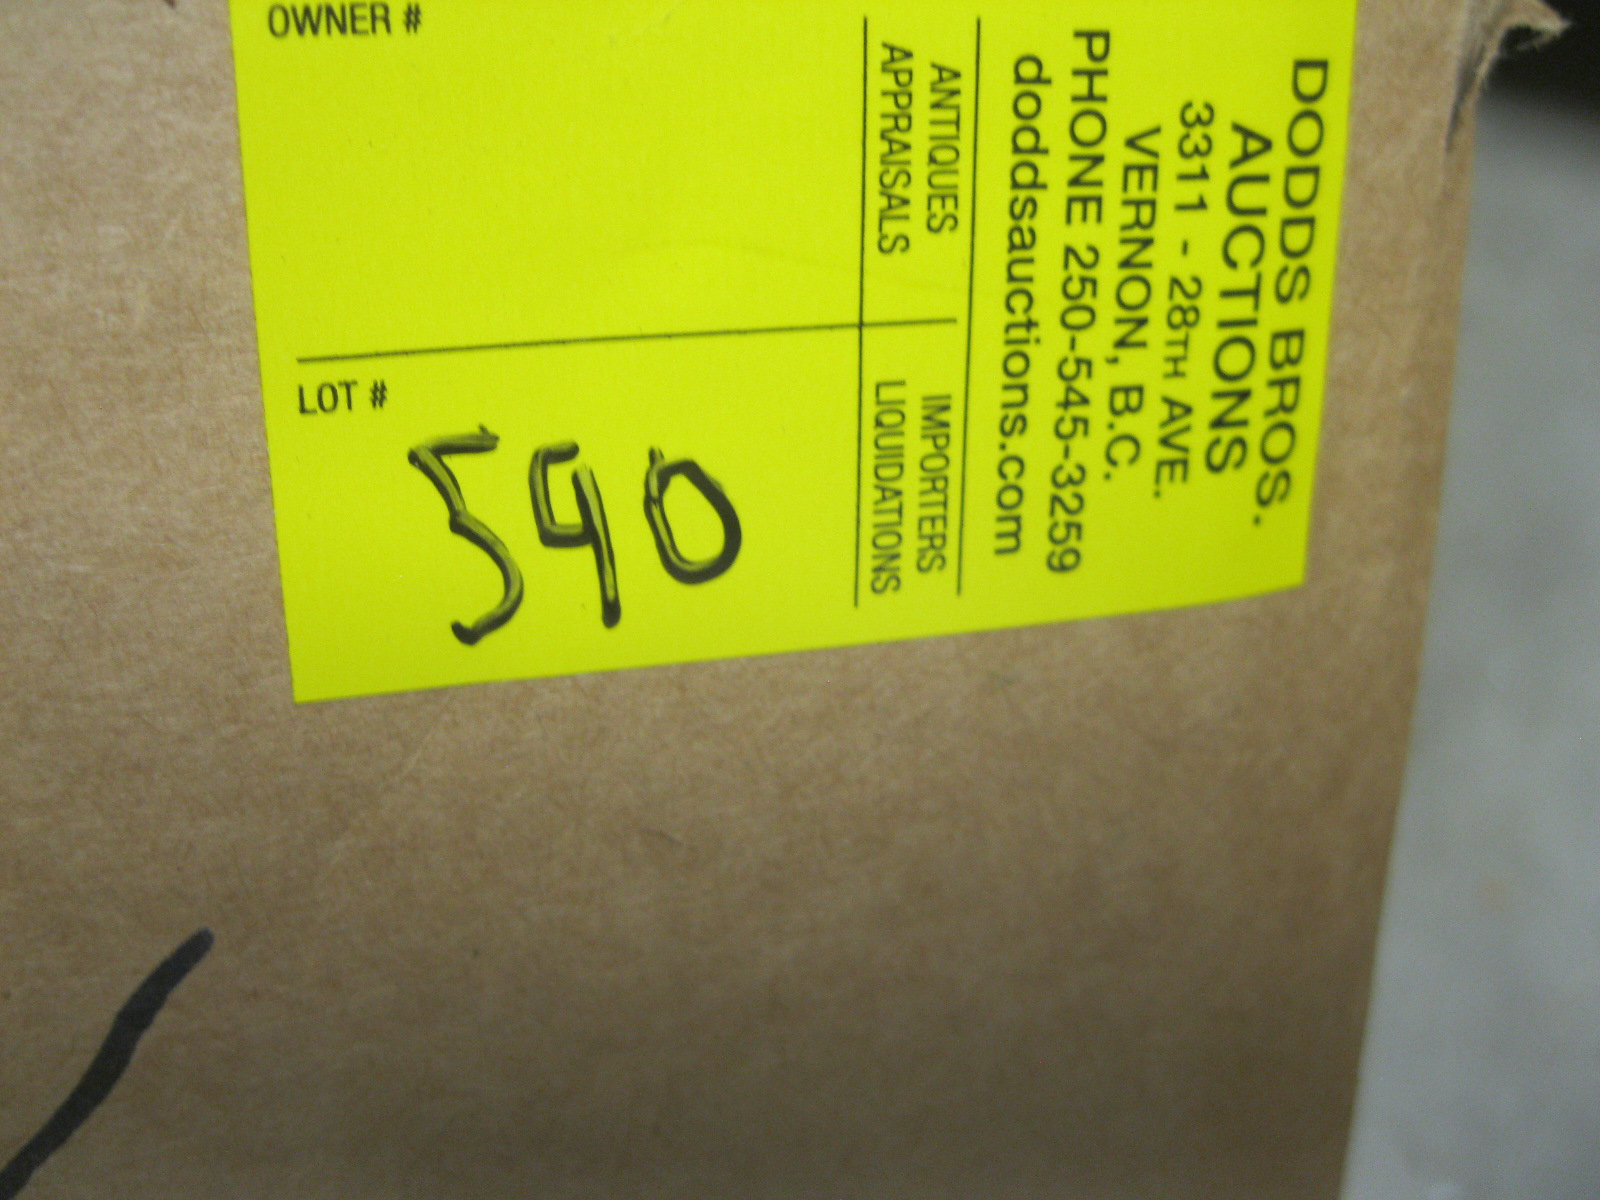 DODDS BROS.
AUCTIONS
3311 - 28TH AVE.
VERNON, B.C.
PHONE 250-545-3259
doddsauctions.com
ANTIQUES
APPRAISALS
IMPORTERS
LIQUIDATIONS
OWNER #
LOT #
590